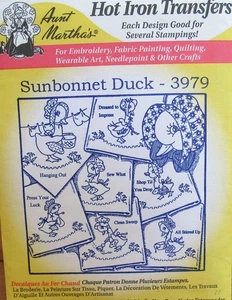 Aunt
Martha's®
Hot Iron Transfers
Each Design Good for
Several Stampings!
For Embroidery, Fabric Painting, Quilting,
Wearable Art, Needlepoint & Other Crafts
Sunbonnet Duck - 3979
Dressed to
Impress
Hanging Out
Sew What
Shop Til
You Drop
From Your
Luck
Clean Sweep
All Steamed Up
Decalques Au Fer Chaud Chaque Patron Donne Plusieurs Estampes.
La Broderie, La Peinture Sur Tissu, Piquer, La Décoration De Vêtements, Les Travaux
D'Aiguille Et Autres Ouvrages D'Artisanat